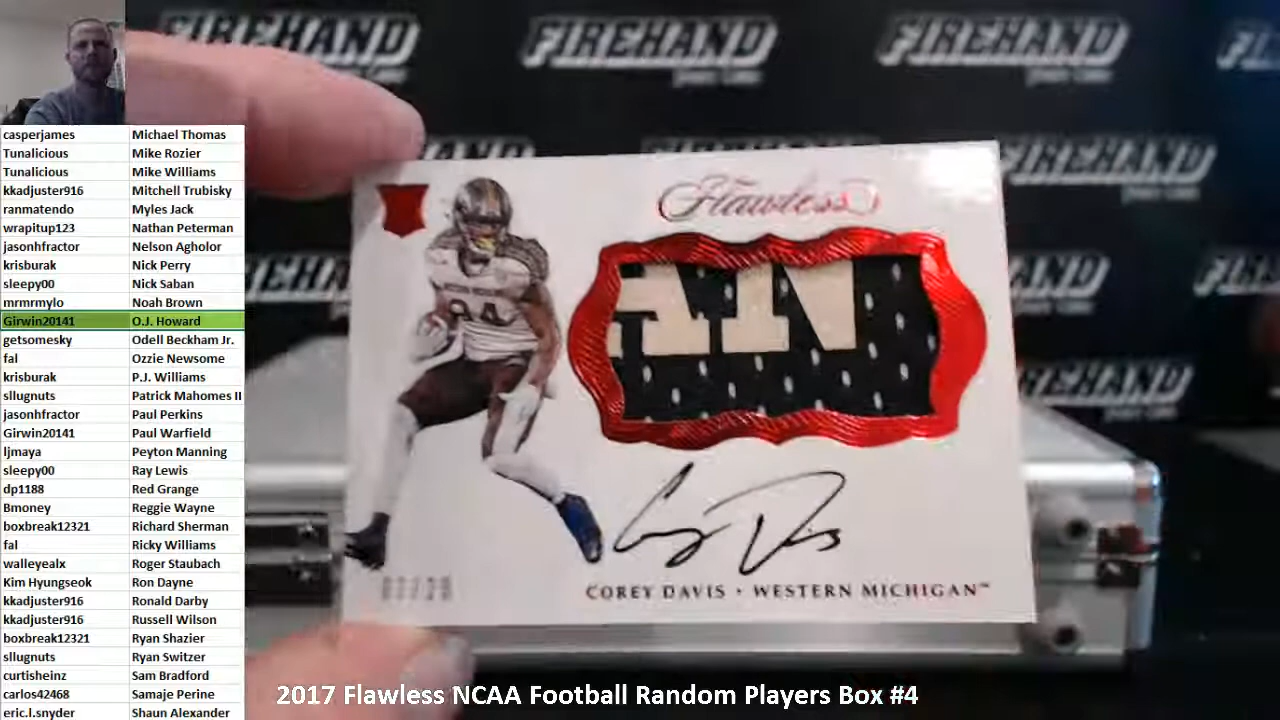 FIREHAND FIREHAND FIREHAND
FIREHAND
FIREHAND
FIREHAND
FIREHAND
casperjames Michael Thomas
Tunalicious Mike Rozier
Tunalicious Mike Williams
kkadjuster916 Mitchell Trubisky
ranmatendo Myles Jack
wrapitup123 Nathan Peterman
jasonhfractor Nelson Agholor
krisburak Nick Perry
sleepy00 Nick Saban
mrmrmylo Noah Brown
Girwin20141 O.J. Howard
getsomesky Odell Beckham Jr.
fal Ozzie Newsome
krisburak P.J. Williams
sllugnuts Patrick Mahomes II
jasonhfractor Paul Perkins
Girwin20141 Paul Warfield
ljmaya Peyton Manning
sleepy00 Ray Lewis
dp1188 Red Grange
Bmoney Reggie Wayne
boxbreak12321 Richard Sherman
fal Ricky Williams
walleyealx Roger Staubach
Kim Hyungseok Ron Dayne
kkadjuster916 Ronald Darby
kkadjuster916 Russell Wilson
boxbreak12321 Ryan Shazier
sllugnuts Ryan Switzer
curtisheinz Sam Bradford
carlos42468 Samaje Perine
eric.l.snyder Shaun Alexander
Flawless
AN
84
Corey Davis
COREY DAVIS • WESTERN MICHIGAN™
2017 Flawless NCAA Football Random Players Box #4